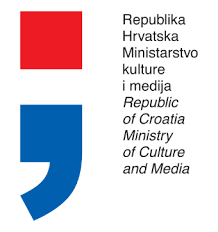 Republika
Hrvatska
Ministarstvo
kulture
i medija
Republic
of Croatia
Ministry
of Culture
and Media